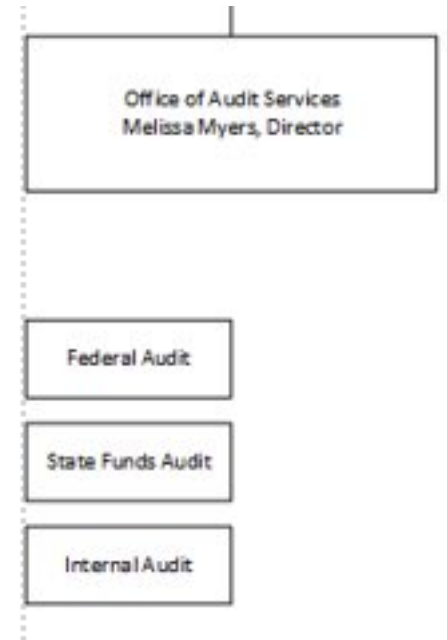 Office of Audit Services
Melissa Myers, Director
Federal Audit
State Funds Audit
Internal Audit